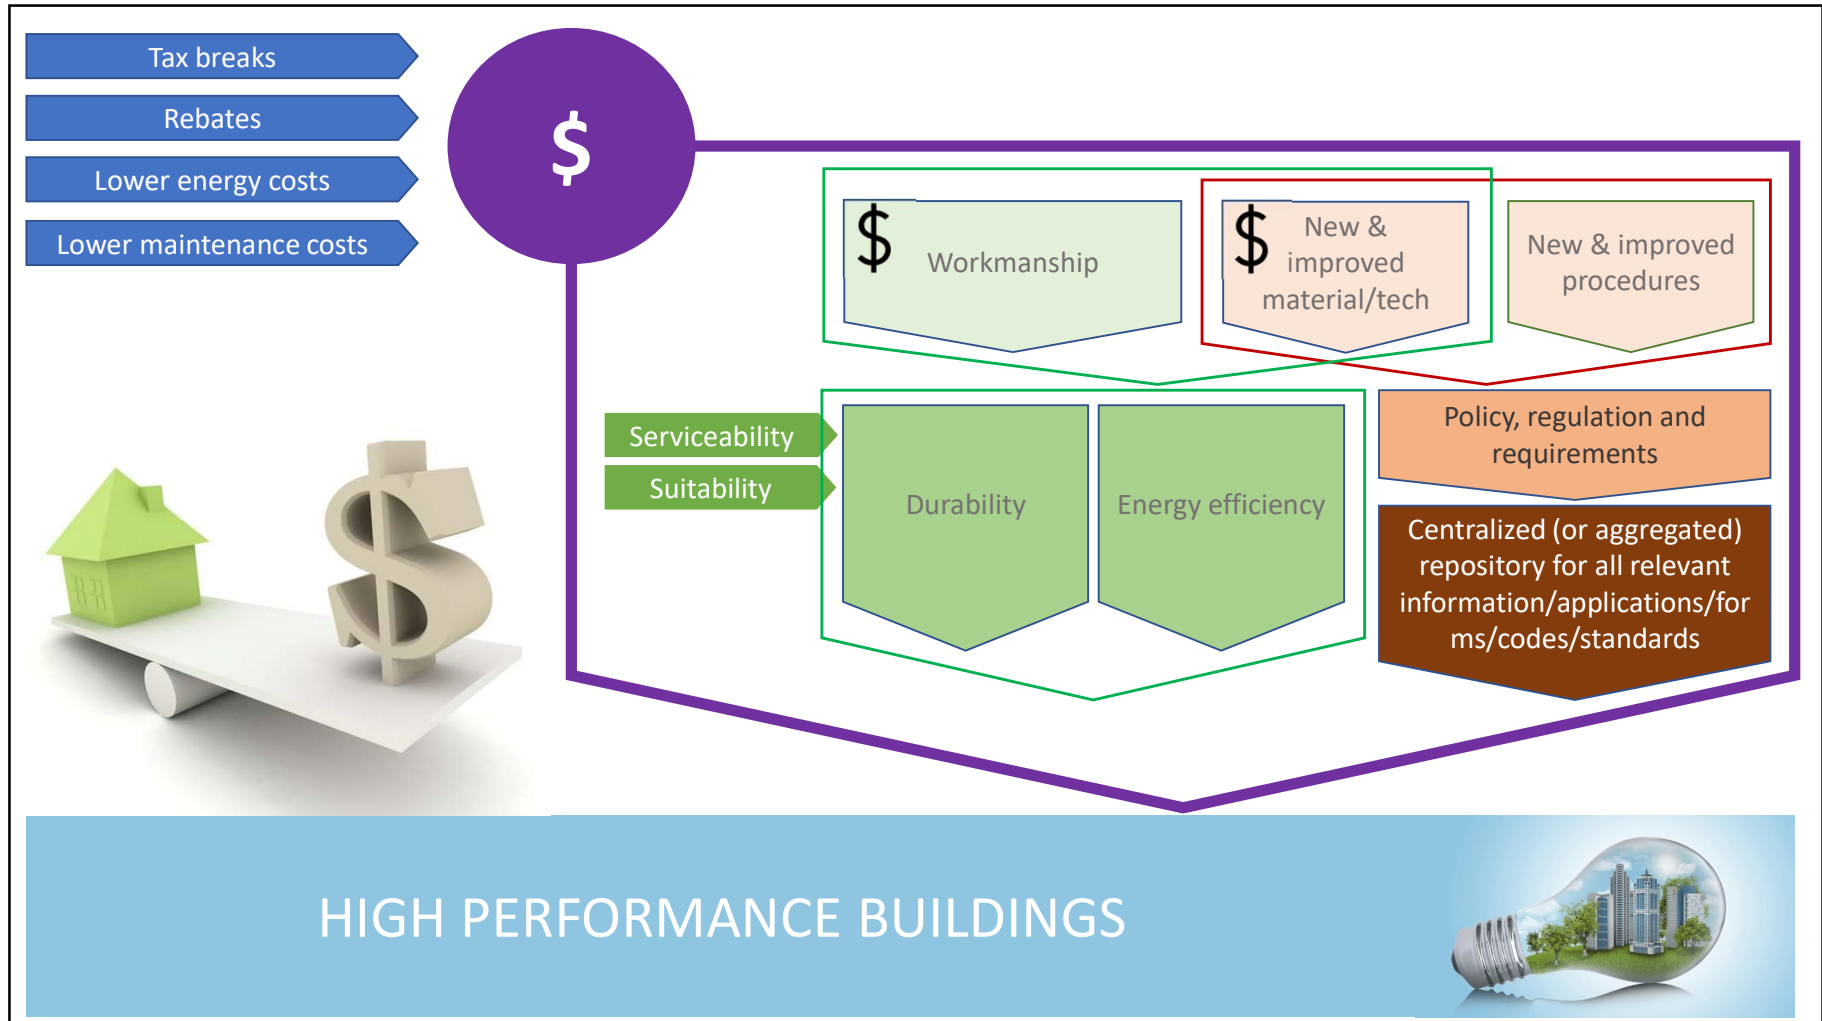 Tax breaks
Rebates
Lower energy costs
Lower maintenance costs
$
$
Workmanship
$
New &
improved
material/tech
New & improved
procedures
Serviceability
Suitability
Durability
Energy efficiency
Policy, regulation and
requirements
Centralized (or aggregated)
repository for all relevant
information/applications/for
ms/codes/standards
$
HIGH PERFORMANCE BUILDINGS